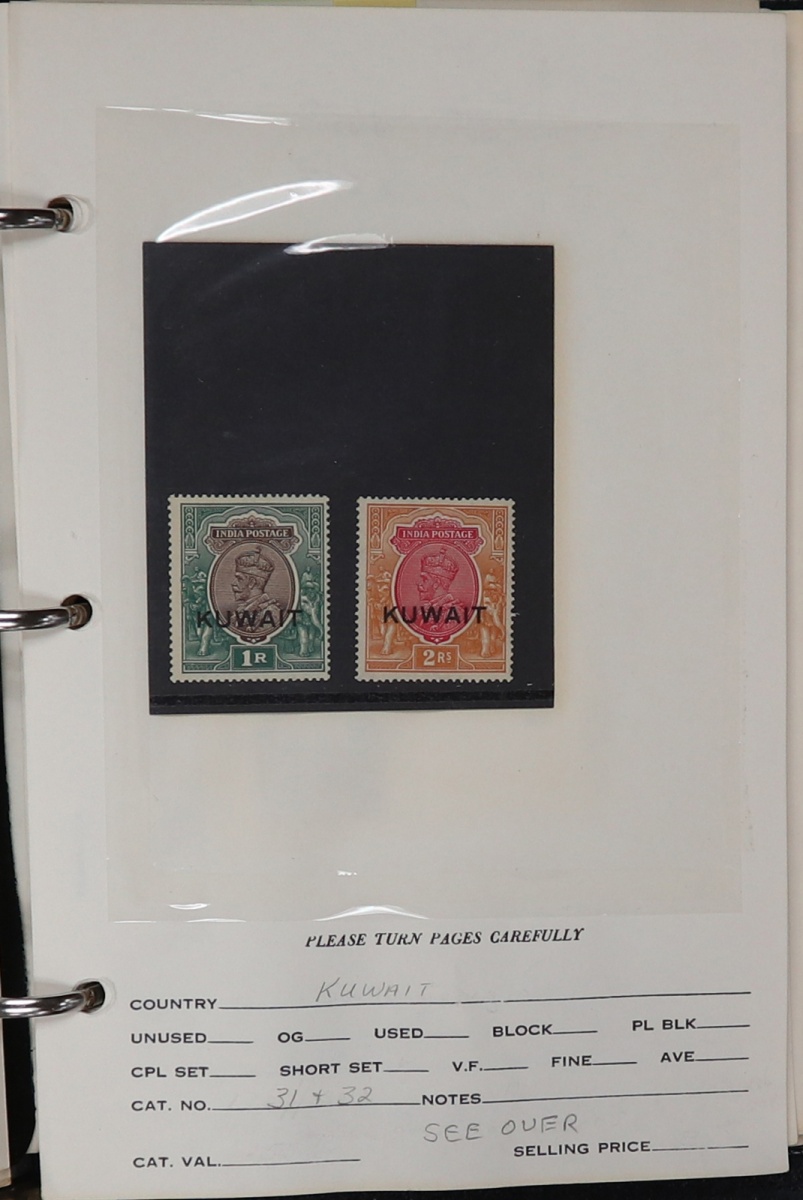 INDIA POSTAGE
KUWAIT
1R
INDIA POSTAGE
KUWAIT
2RS
PLEASE TURN PAGES CAREFULLY
COUNTRY KUWAIT
UNUSED OG USED BLOCK PL BLK
CPL SET SHORT SET V.F. FINE AVE
CAT. NO. 31 + 32 NOTES
SEE OVER
CAT. VAL. SELLING PRICE